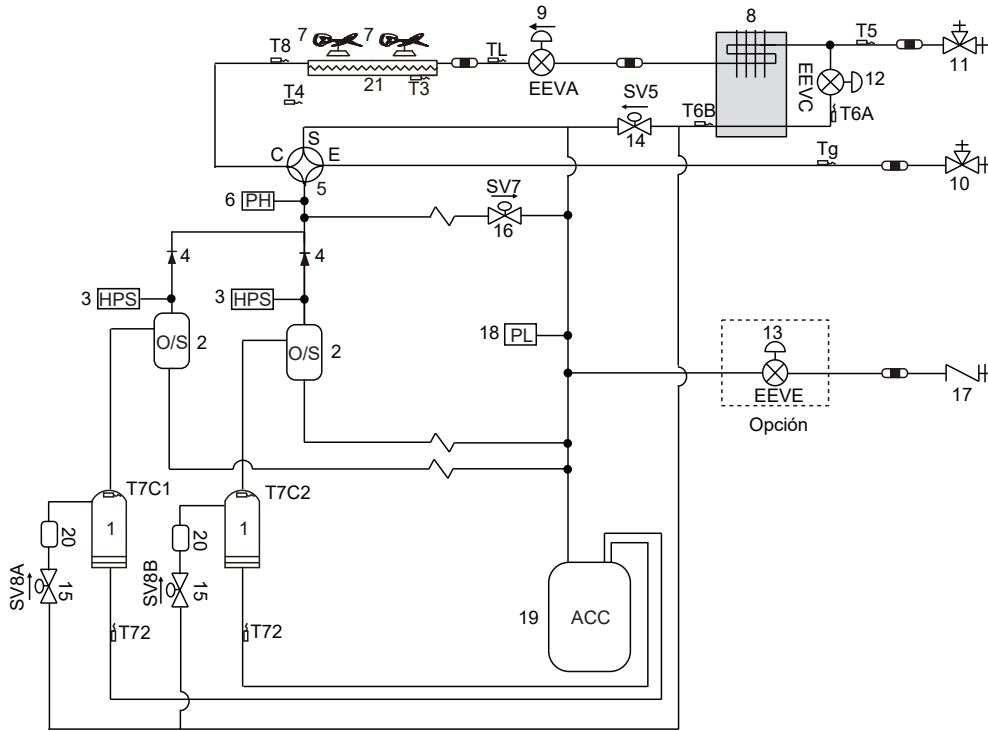 9
8
7
7
T8
TL
T5
21
T3
EEVA
EEVC
12
11
T4
SV5
T6B
T6A
14
S
C
E
5
Tg
10
6
PH
SV7
16
4
4
3
HPS
3
HPS
O/S
2
O/S
2
18
PL
13
EEVE
17
Opción
T7C1
T7C2
1
1
20
20
SV8A
15
SV8B
15
19
ACC
T72
T72